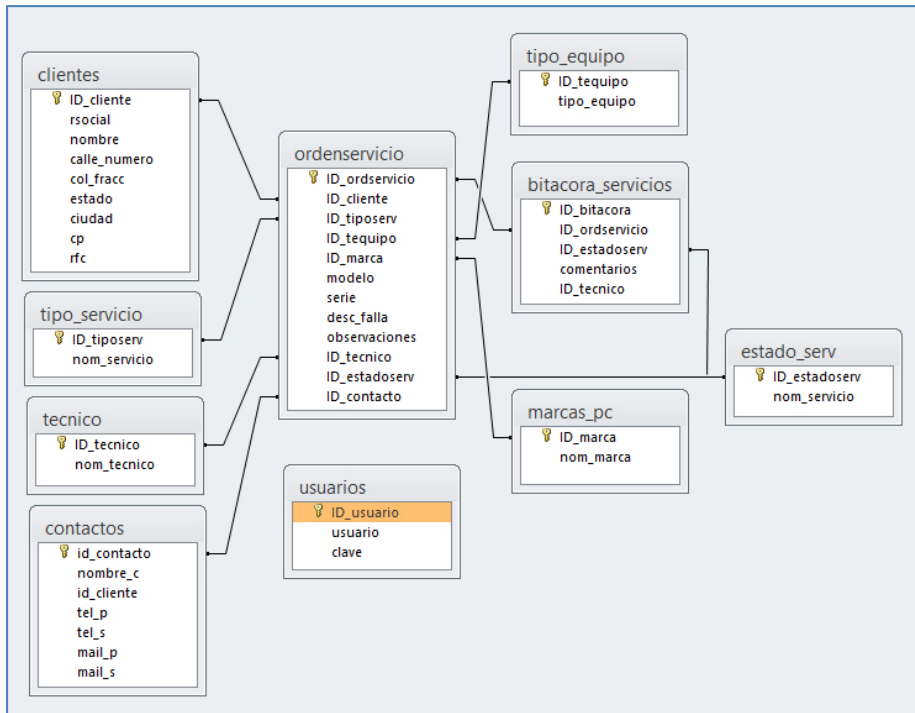 clientes
ID_cliente
rsocial
nombre
calle_numero
col_fracc
estado
ciudad
cp
rfc
tipo_servicio
ID_tiposerv
nom_servicio
tecnico
ID_tecnico
nom_tecnico
contactos
id_contacto
nombre_c
id_cliente
tel_p
tel_s
mail_p
mail_s
ordenservicio
ID_ordservicio
ID_cliente
ID_tiposerv
ID_tequipo
ID_marca
modelo
serie
desc_falla
observaciones
ID_tecnico
ID_estadoserv
ID_contacto
usuarios
ID_usuario
usuario
clave
tipo_equipo
ID_tequipo
tipo_equipo
bitacora_servicios
ID_bitacora
ID_ordservicio
ID_estadoserv
comentarios
ID_tecnico
marcas_pc
ID_marca
nom_marca
estado_serv
ID_estadoserv
nom_servicio